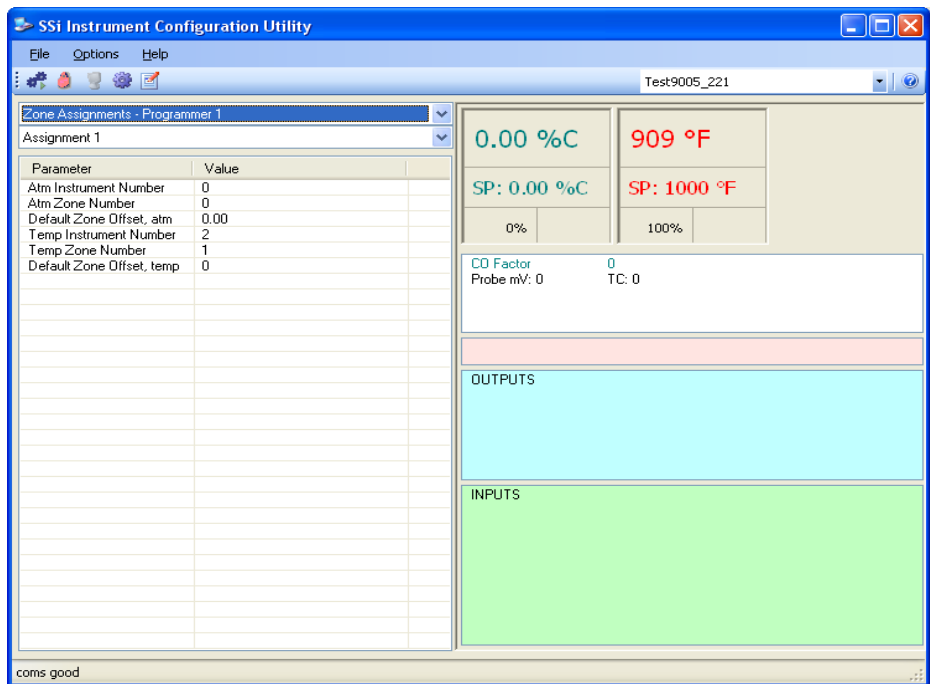 SSi Instrument Configuration Utility
File Options Help
Test9005_221
Zone Assignments - Programmer 1
Assignment 1
Parameter Value
Atm Instrument Number 0
Atm Zone Number 0
Default Zone Offset, atm 0.00
Temp Instrument Number 2
Temp Zone Number 1
Default Zone Offset, temp 0
0.00 %C 909 °F
SP: 0.00 %C SP: 1000 °F
0% 100%
CO Factor 0
Probe mV: 0 TC: 0
OUTPUTS
INPUTS
coms good